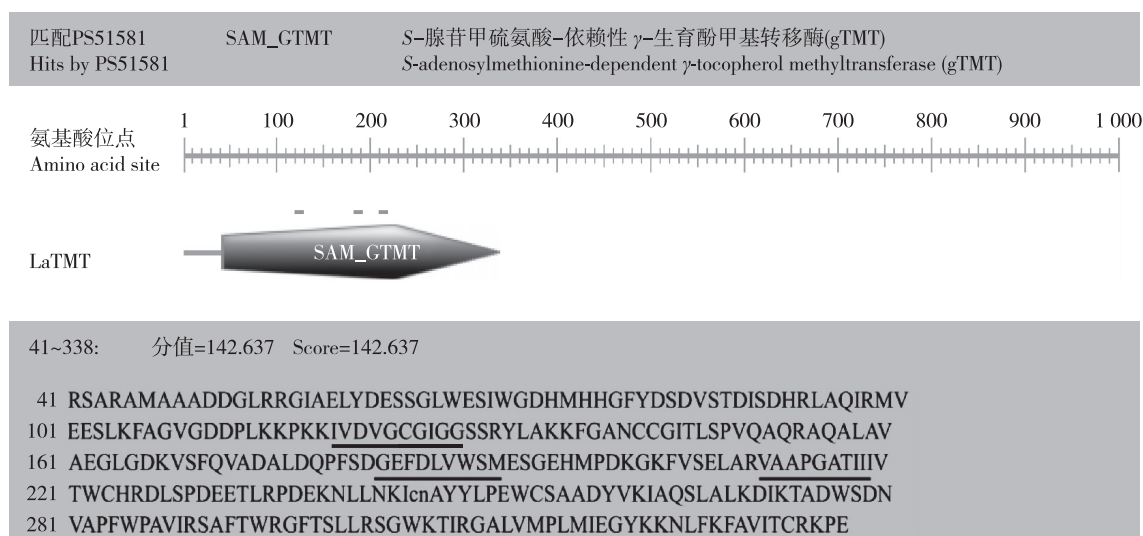 匹配PS51581 SAM_GTMT S-腺苷甲硫氨酸-依赖性γ-生育酚甲基转移酶(gTMT)
Hits by PS51581 S-adenosylmethionine-dependent γ-tocopherol methyltransferase (gTMT)
1 100 200 300 400 500 600 700 800 900 1 000
氨基酸位点
Amino acid site
SAM_GTMT
LaTMT
41~338: 分值=142.637 Score=142.637
41 RSARAMAAADDGLRRGIAELYDESSGLWESIWGDHMHHGFYDSDVSTDISDHRLAQIRMV
101 EESLKFAGVGDDPLKKPKKIVDVGCGIGGSSRYLAKKFGANCCGITLSPVQAQRAQALAV
161 AEGLGDKVSFQVADALDQPFSDGEFDLVWSMESGEHMPDKGKFVSELARVAAPGATIIIV
221 TWCHRDLSPDEETLRPDEKNLLNKIcnAYYLPEWCSAADYVKIAQSLALKDIKTADWSDN
281 VAPFWPAVIRSAFTWRGFTSLLRSGWKTIRGALVMPLMIEGYKKNLFKFAVITCRKPE